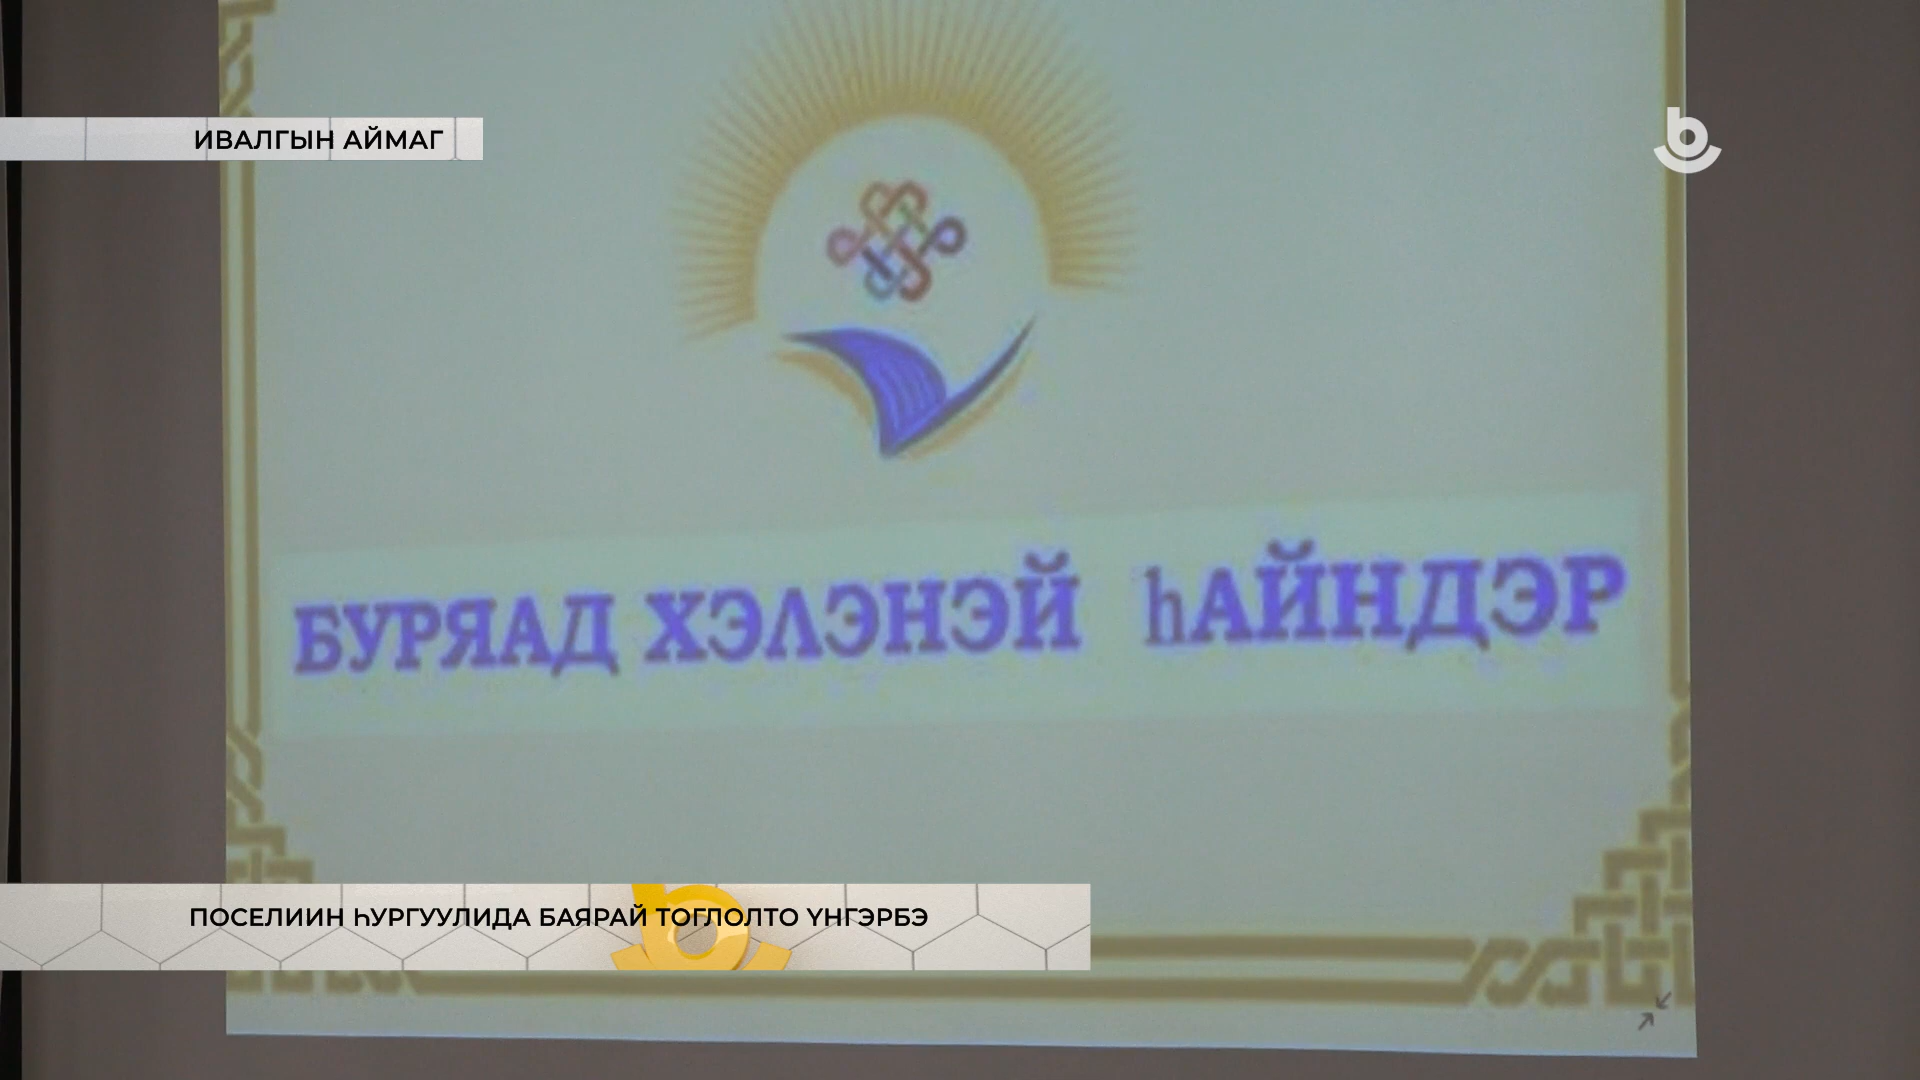 ИВАЛГЫН АЙМАГ
БУРЯАД ХЭЛЭНЭЙ һАЙНДЭР
ПОСЕЛИИН ҺУРГУУЛИДА БАЯРАЙ ТОГЛОЛТО ҮНГЭРБЭ